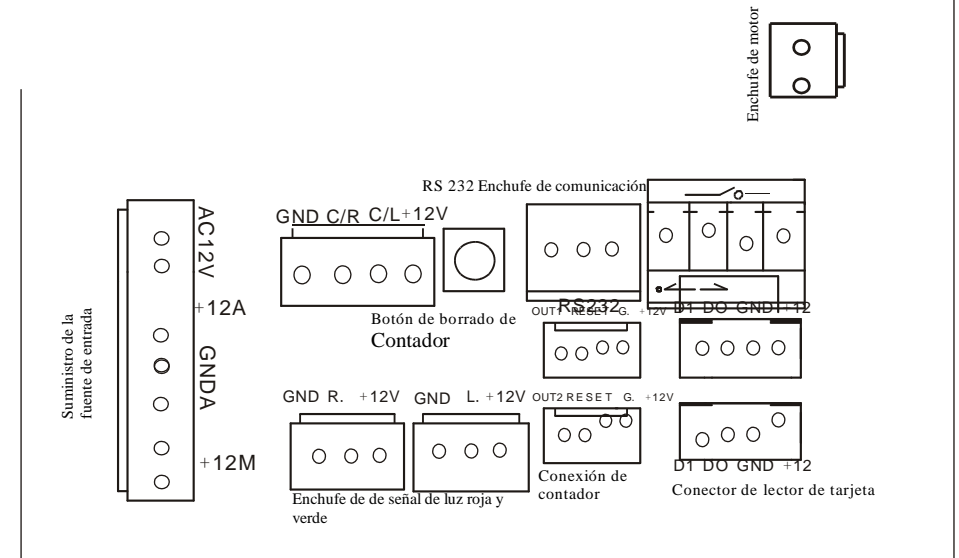 Enchufe de motor
RS 232 Enchufe de comunicación
AC12V
+12A
GNDA
+12M
Suministro de la
fuente de entrada
GND C/R C/L+12V
Botón de borrado de
Contador
RS232
OUT1 RESET G. +12V
D1 DO GND +12
GND R. +12V
GND L. +12V
OUT2 RESET G. +12V
D1 DO GND +12
Enchufe de de señal de luz roja y
verde
Conexión de
contador
Conector de lector de tarjeta